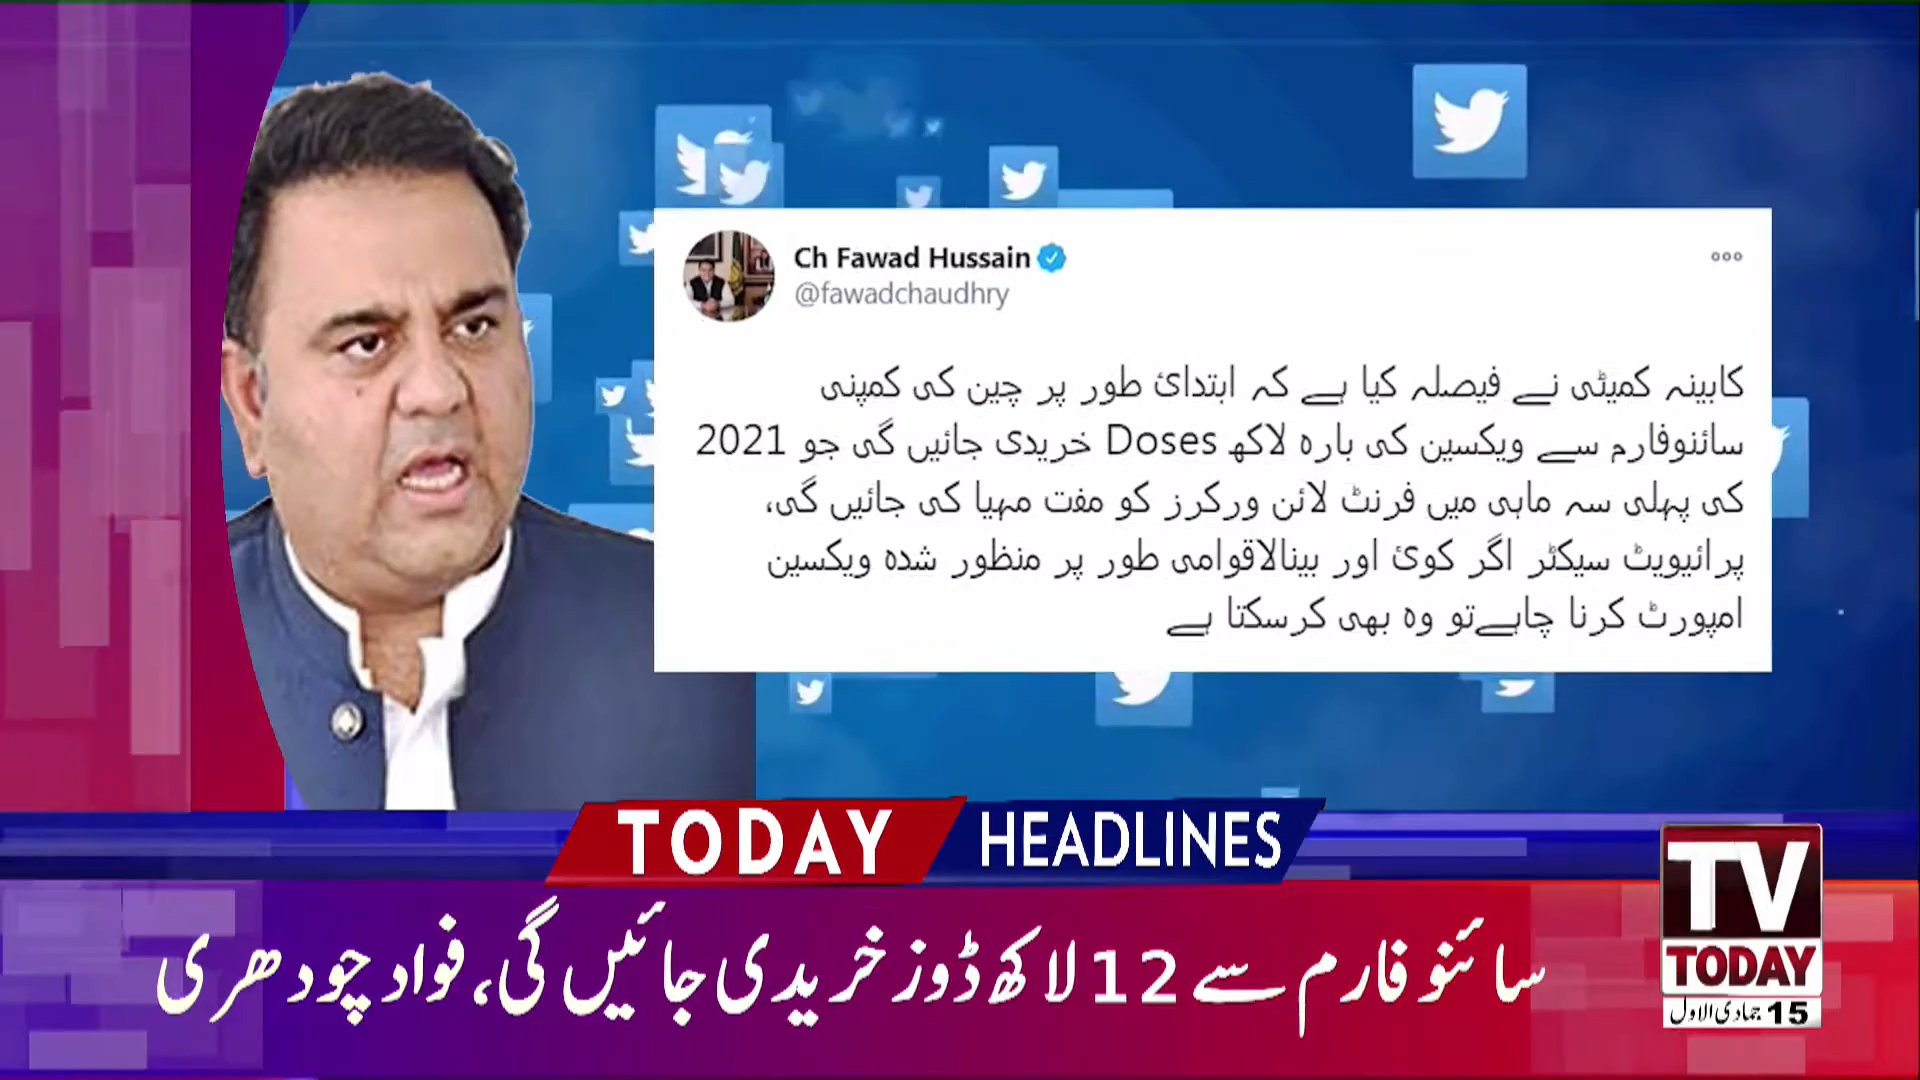 Ch Fawad Hussain
@fawadchaudhry
کابینہ کمیٹی نے فیصلہ کیا ہے کہ ابتدائ طور پر چین کی کمپنی
سائنوفارم سے ویکسین کی بارہ لاکھ Doses خریدی جائیں گی جو 2021
کی پہلی سہ ماہی میں فرنٹ لائن ورکرز کو مفت مہیا کی جائیں گی،
پرائیویٹ سیکٹر اگر کوئ اور بینالاقوامی طور پر منظور شدہ ویکسین
امپورٹ کرنا چاہےتو وہ بھی کرسکتا ہے
TODAY HEADLINES
سائنو فارم سے 12 لاکھ ڈوز خریدی جائیں گی، فواد چودھری
TV
TODAY
15 جمادی الاول